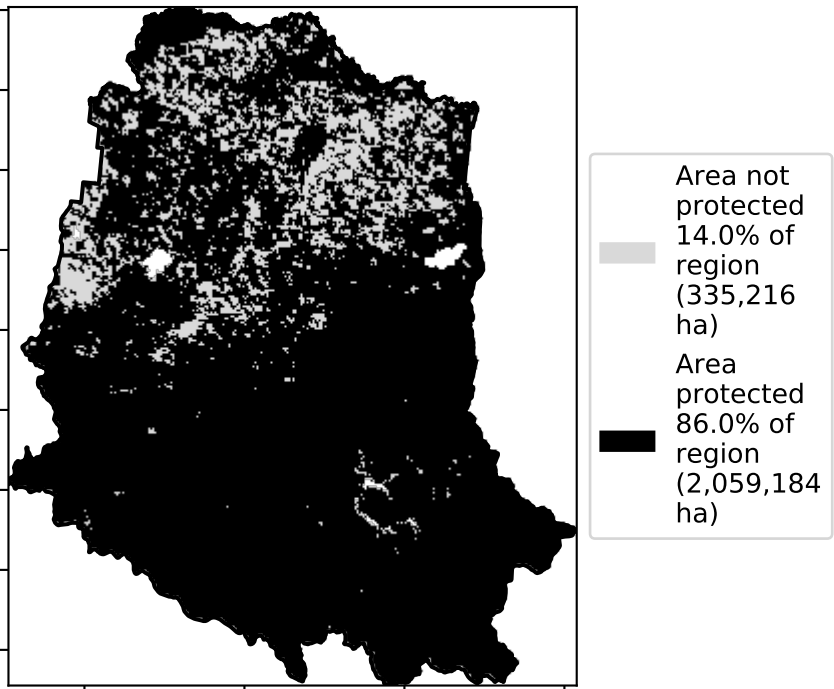 Area not
protected
14.0% of
region
(335,216
ha)
Area
protected
86.0% of
region
(2,059,184
ha)